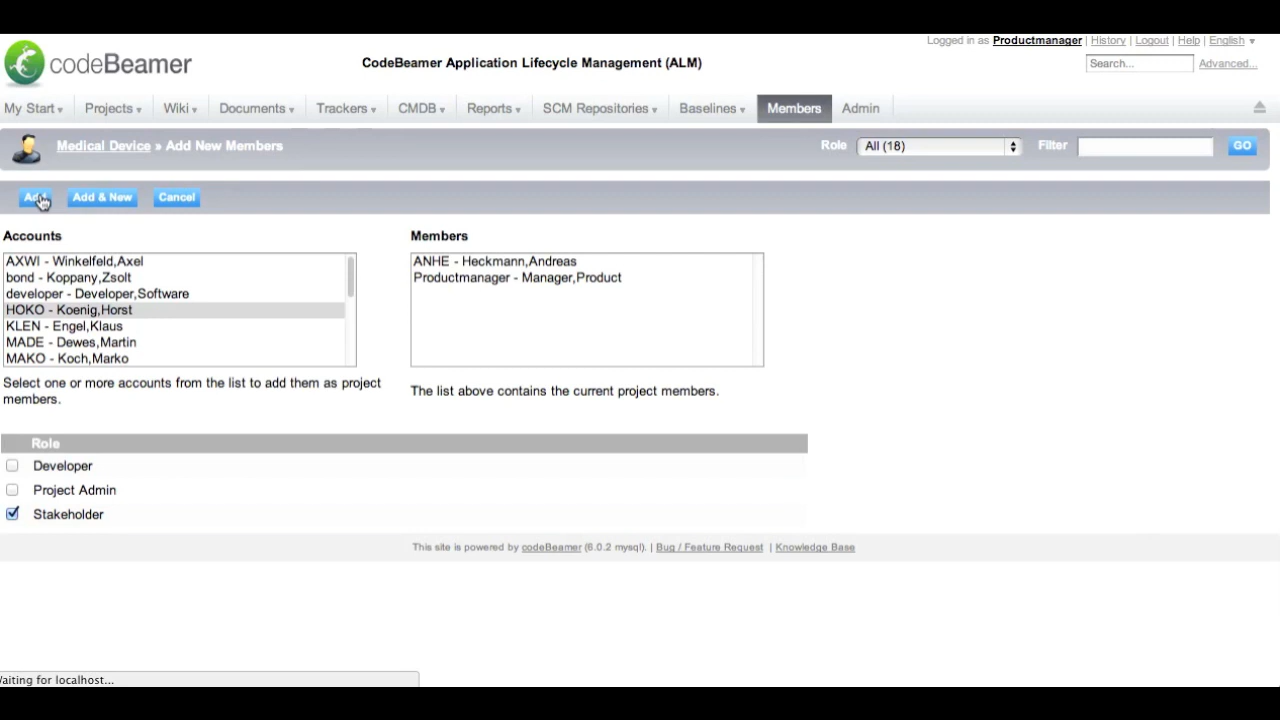 Logged in as Productmanager | History | Logout | Help | English
codeBeamer
CodeBeamer Application Lifecycle Management (ALM)
Search...
Advanced...
My Start
Projects
Wiki
Documents
Trackers
CMDB
Reports
SCM Repositories
Baselines
Members
Admin
Medical Device » Add New Members
Role
All (18)
Filter
GO
Add & New
Cancel
Accounts
Members
AXWI - Winkelfeld,Axel
bond - Koppany,Zsolt
developer - Developer,Software
HOKO - Koenig,Horst
KLEN - Engel,Klaus
MADE - Dewes,Martin
MAKO - Koch,Marko
ANHE - Heckmann,Andreas
Productmanager - Manager,Product
Select one or more accounts from the list to add them as project
members.
The list above contains the current project members.
Role
Developer
Project Admin
Stakeholder
This site is powered by codeBeamer (6.0.2 mysql). | Bug / Feature Request | Knowledge Base
for localhost...